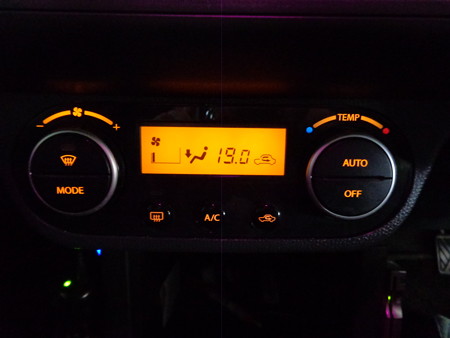 - +
TEMP
19.0
AUTO
MODE
OFF
A/C